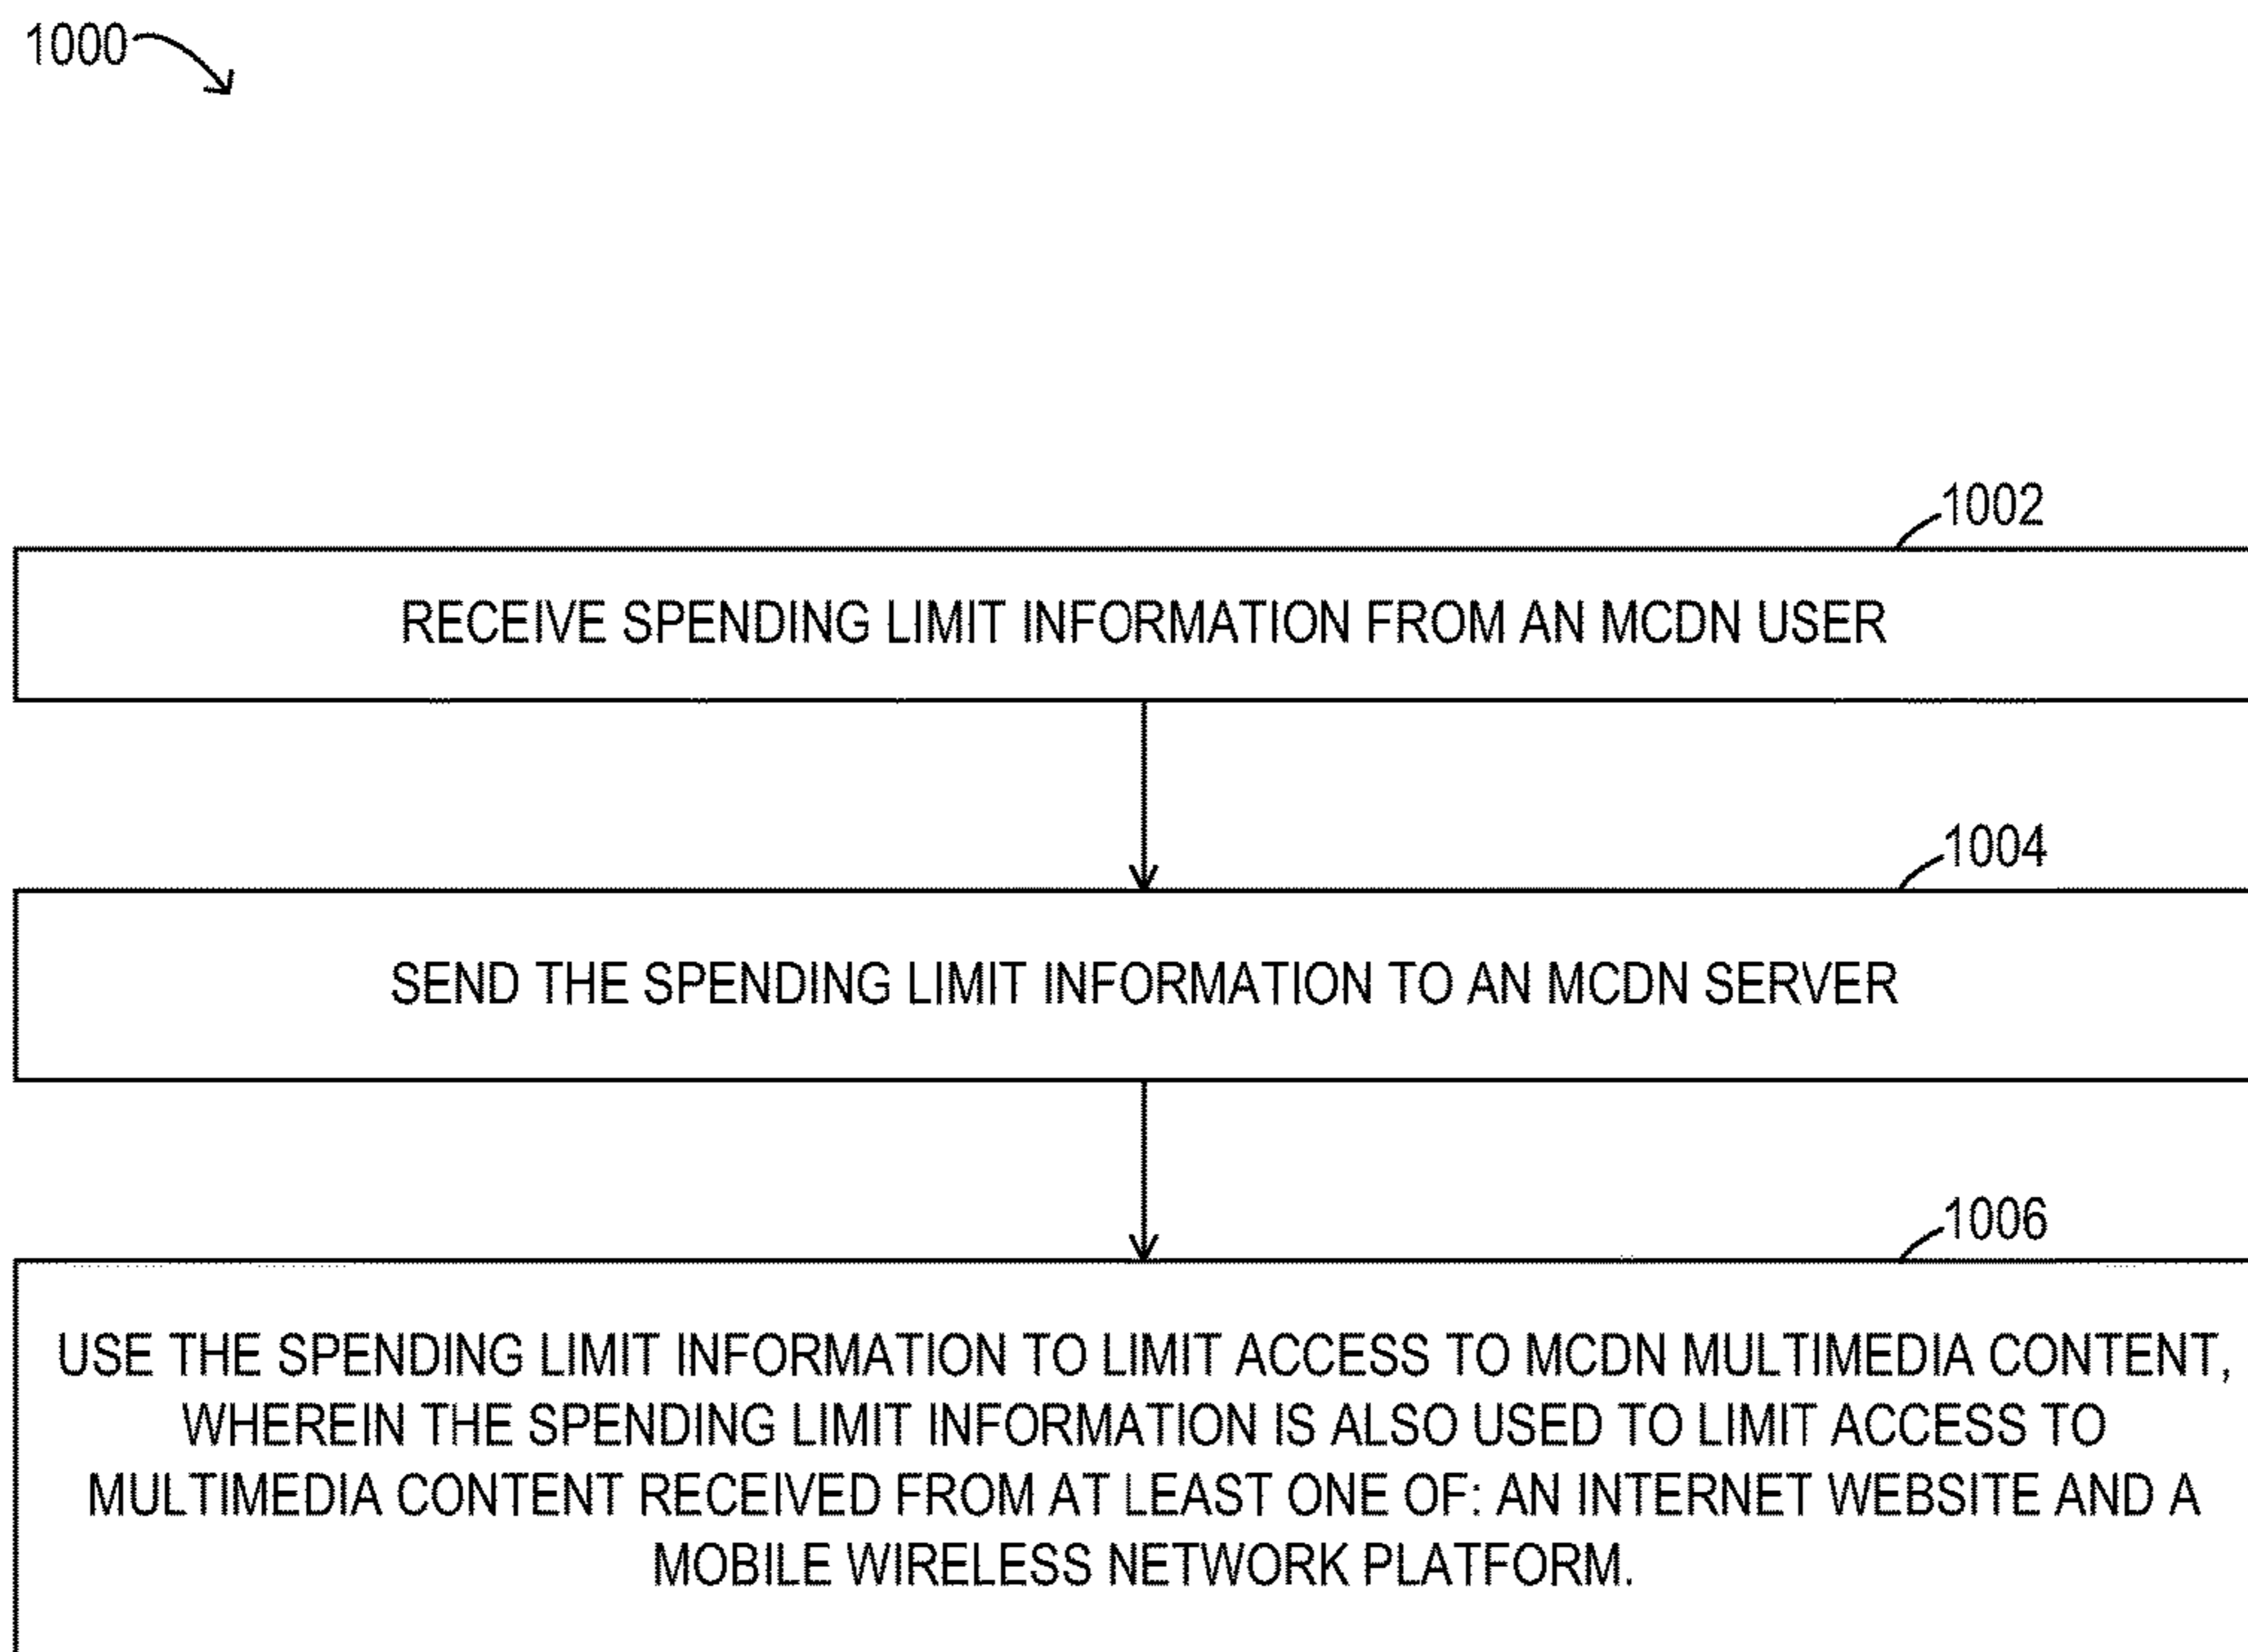 1000
1002
RECEIVE SPENDING LIMIT INFORMATION FROM AN MCDN USER
1004
SEND THE SPENDING LIMIT INFORMATION TO AN MCDN SERVER
1006
USE THE SPENDING LIMIT INFORMATION TO LIMIT ACCESS TO MCDN MULTIMEDIA CONTENT,
WHEREIN THE SPENDING LIMIT INFORMATION IS ALSO USED TO LIMIT ACCESS TO
MULTIMEDIA CONTENT RECEIVED FROM AT LEAST ONE OF: AN INTERNET WEBSITE AND A
MOBILE WIRELESS NETWORK PLATFORM.